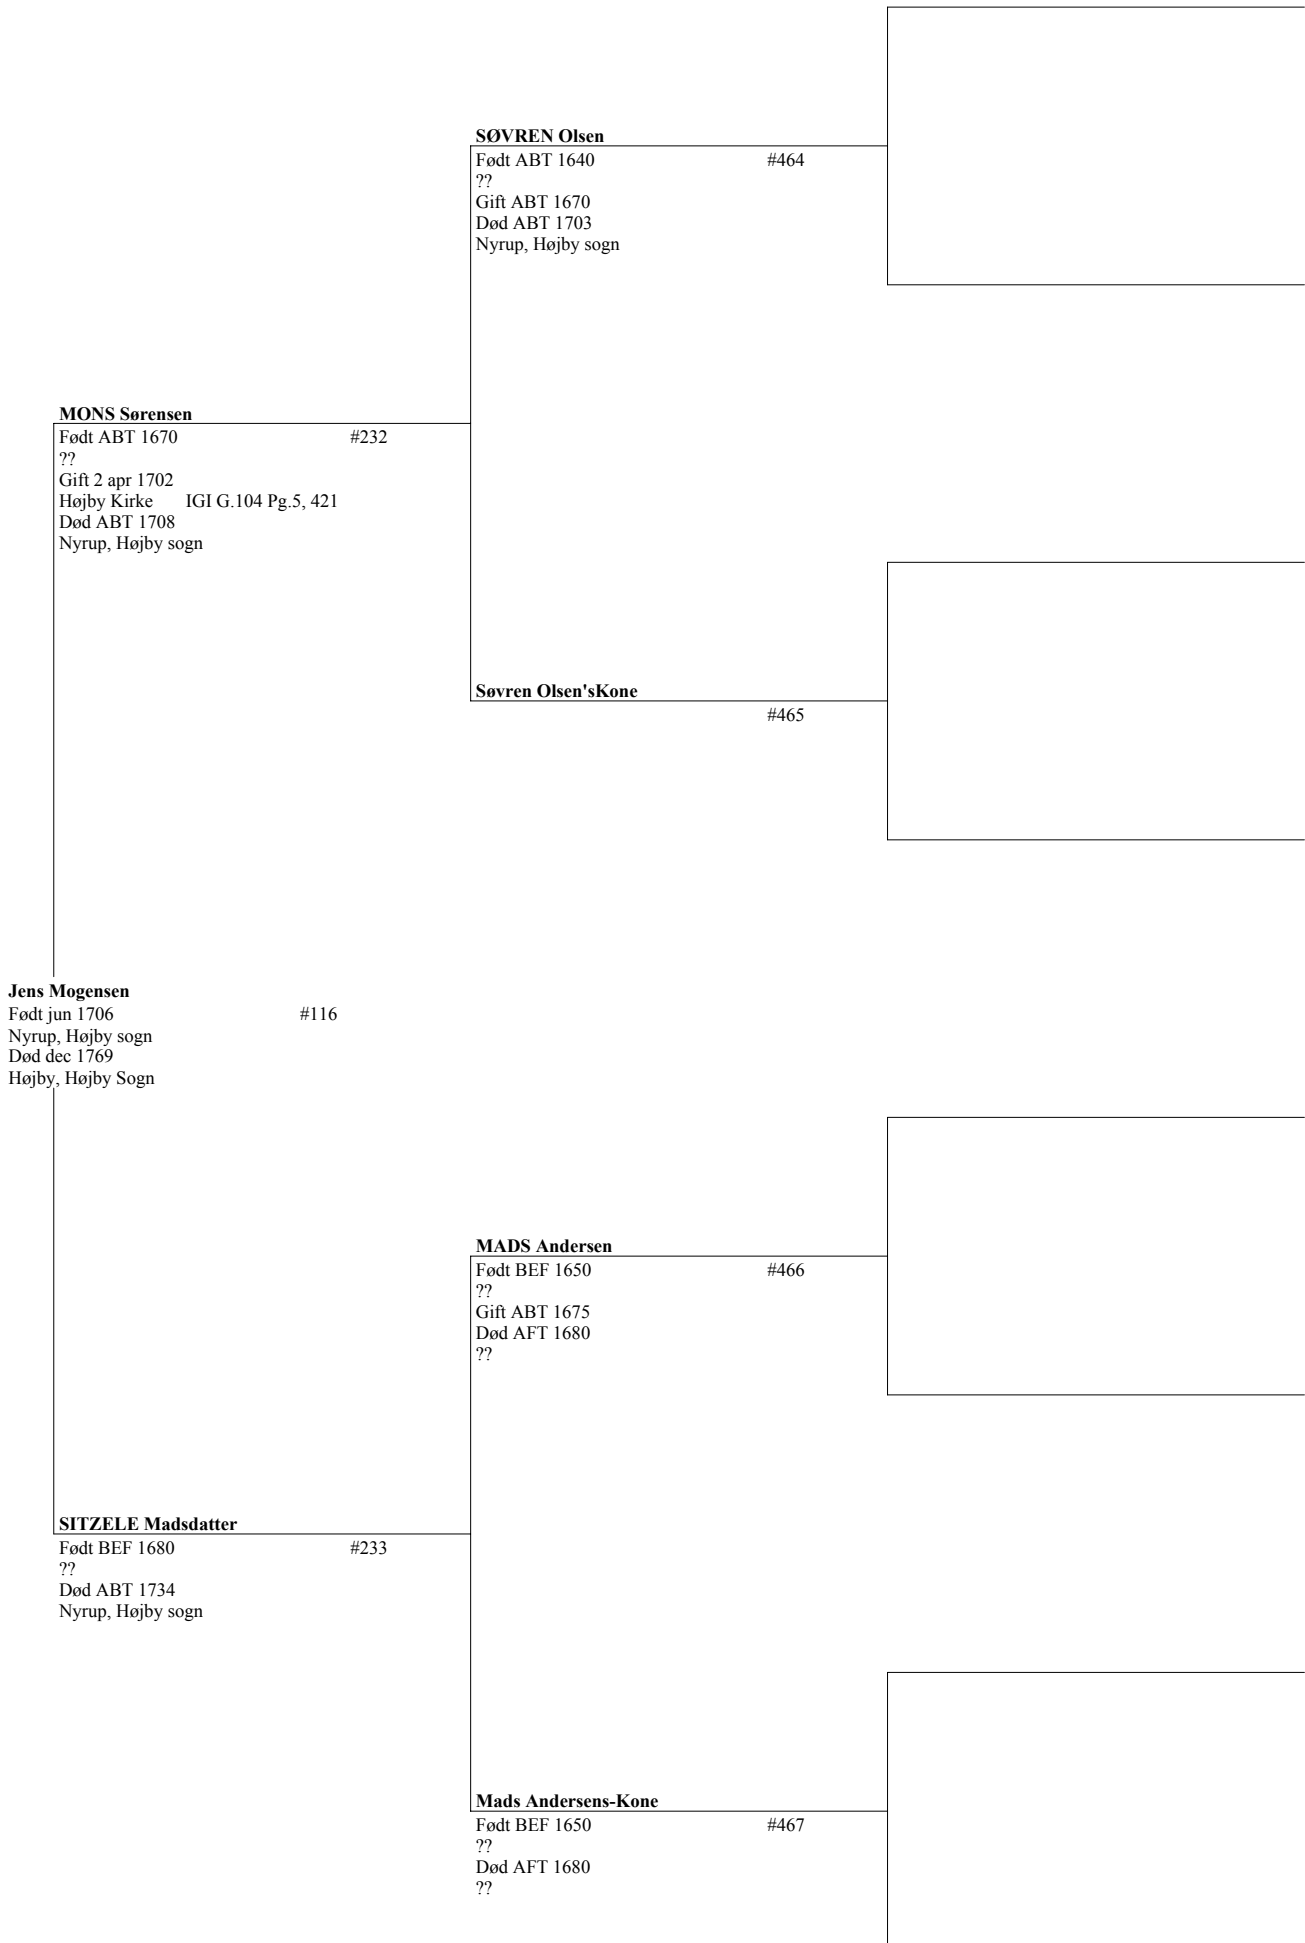 SØVREN Olsen
Født ABT 1640 #464
??
Gift ABT 1670
Død ABT 1703
Nyrup, Højby sogn
MONS Sørensen
Født ABT 1670 #232
??
Gift 2 apr 1702
Højby Kirke IGI G.104 Pg.5, 421
Død ABT 1708
Nyrup, Højby sogn
Søvren Olsen'sKone
#465
Jens Mogensen
Født jun 1706 #116
Nyrup, Højby sogn
Død dec 1769
Højby, Højby Sogn
MADS Andersen
Født BEF 1650 #466
??
Gift ABT 1675
Død AFT 1680
??
SITZELE Madsdatter
Født BEF 1680 #233
??
Død ABT 1734
Nyrup, Højby sogn
Mads Andersens-Kone
Født BEF 1650 #467
??
Død AFT 1680
??